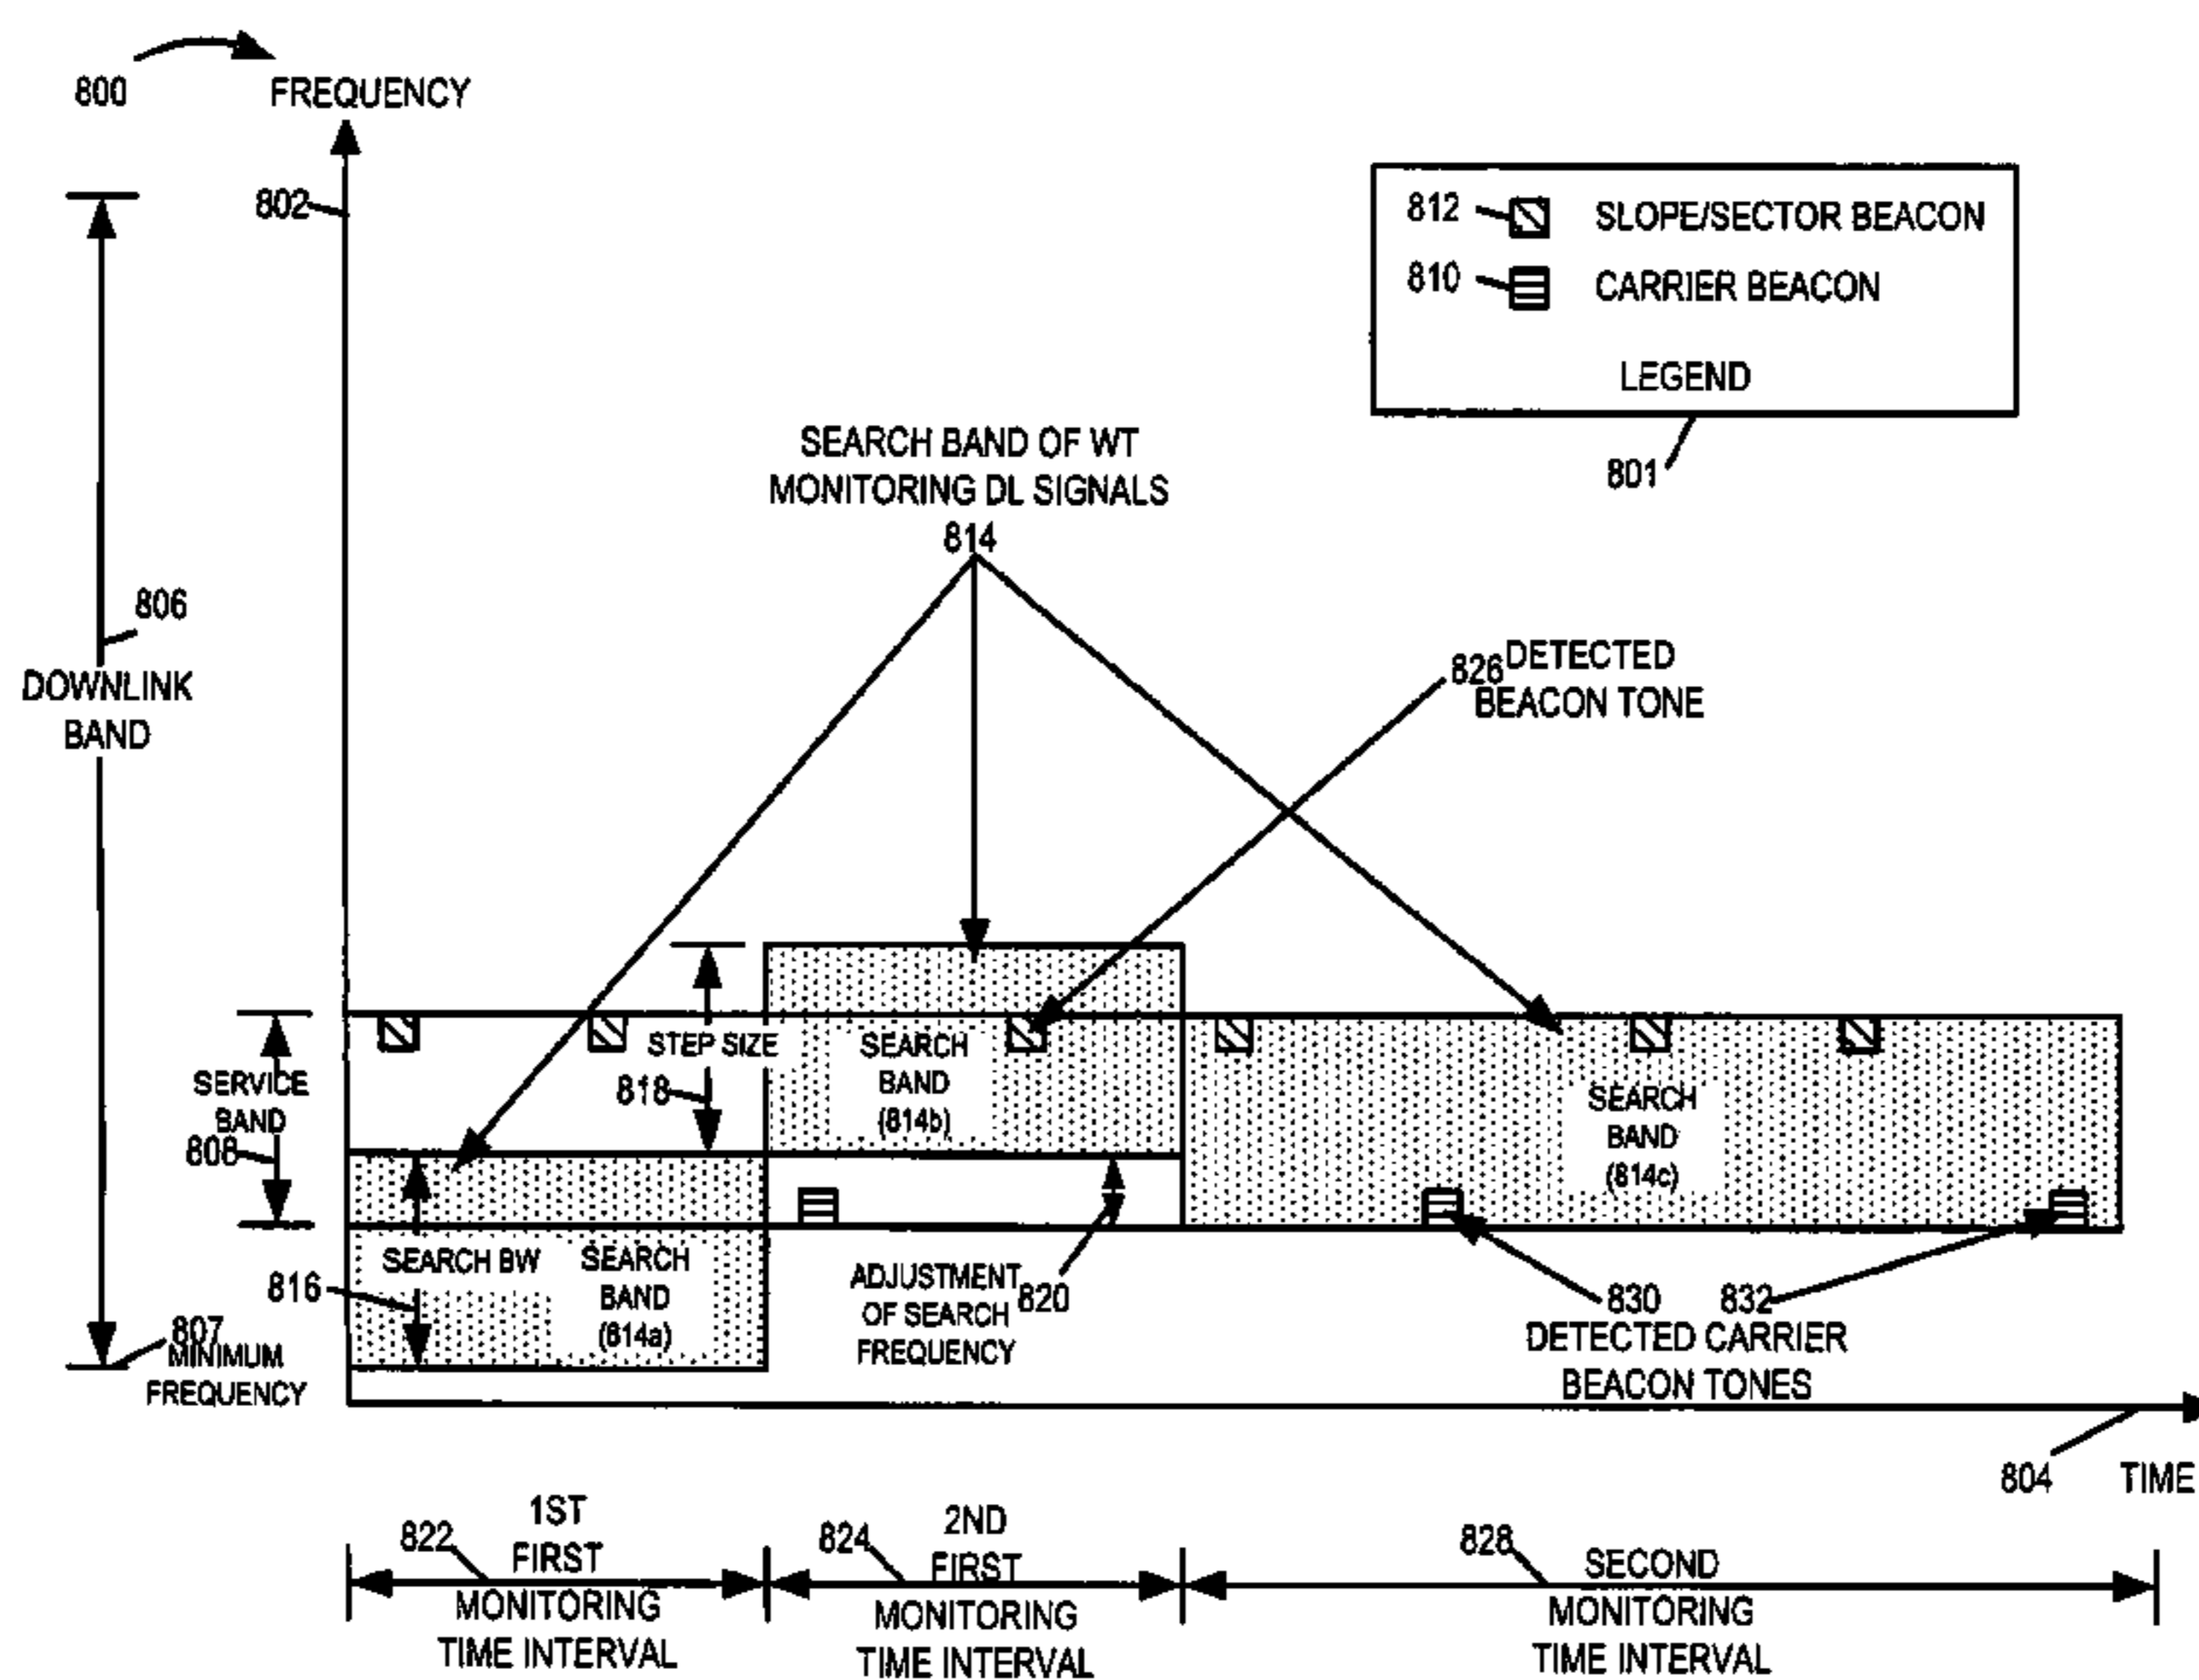 800
FREQUENCY
802
812
SLOPE/SECTOR BEACON
810
CARRIER BEACON
LEGEND
801
SEARCH BAND OF WT
MONITORING DL SIGNALS
814
806
DOWNLINK
BAND
826
DETECTED
BEACON TONE
SERVICE
BAND
808
STEP SIZE
818
SEARCH
BAND
(814b)
SEARCH
BAND
(814c)
SEARCH BW
816
SEARCH
BAND
(814a)
ADJUSTMENT
OF SEARCH
FREQUENCY
820
830
832
DETECTED CARRIER
BEACON TONES
807
MINIMUM
FREQUENCY
804
TIME
822
1ST
FIRST
MONITORING
TIME INTERVAL
824
2ND
FIRST
MONITORING
TIME INTERVAL
828
SECOND
MONITORING
TIME INTERVAL